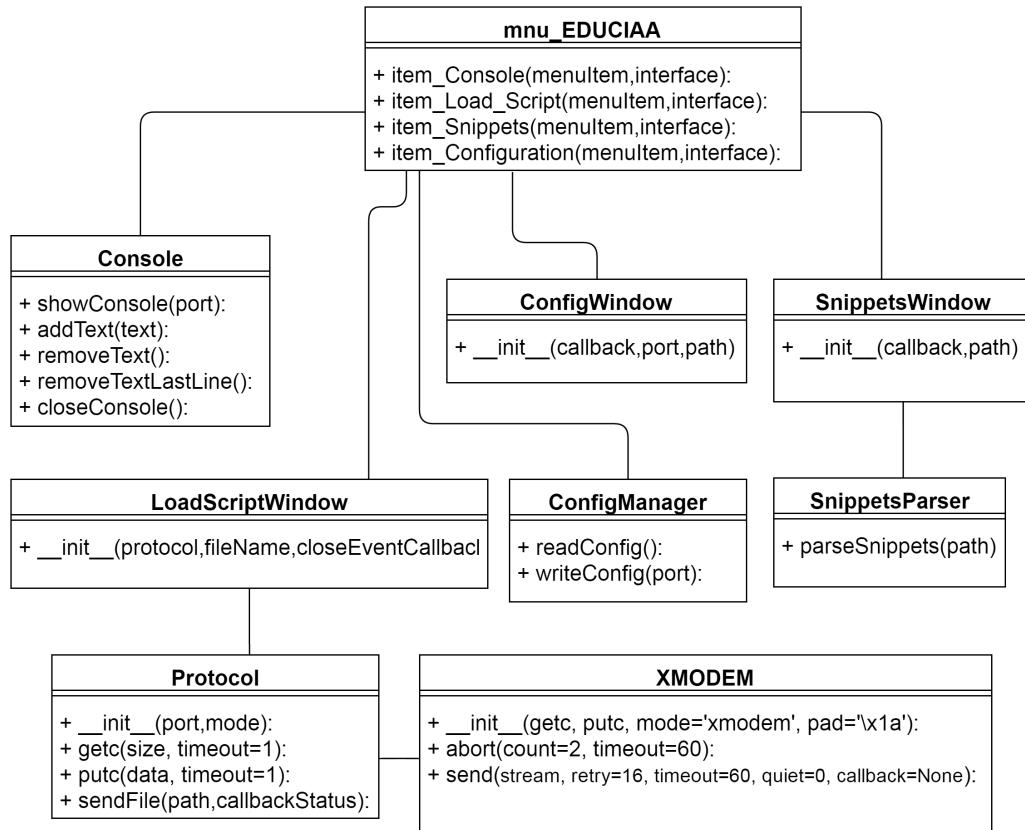 mnu_EDUCIAA
+ item_Console(menuItem,interface):
+ item_Load_Script(menuItem,interface):
+ item_Snippets(menuItem,interface):
+ item_Configuration(menuItem,interface):
Console
+ showConsole(port):
+ addText(text):
+ removeText():
+ removeTextLastLine():
+ closeConsole():
ConfigWindow
+ __init__(callback,port,path)
SnippetsWindow
+ __init__(callback,path)
LoadScriptWindow
+ __init__(protocol,fileName,closeEventCallbacl
ConfigManager
+ readConfig():
+ writeConfig(port):
SnippetsParser
+ parseSnippets(path)
Protocol
+ __init__(port,mode):
+ getc(size, timeout=1):
+ putc(data, timeout=1):
+ sendFile(path,callbackStatus):
XMODEM
+ __init__(getc, putc, mode='xmodem', pad='\x1a'):
+ abort(count=2, timeout=60):
+ send(stream, retry=16, timeout=60, quiet=0, callback=None):